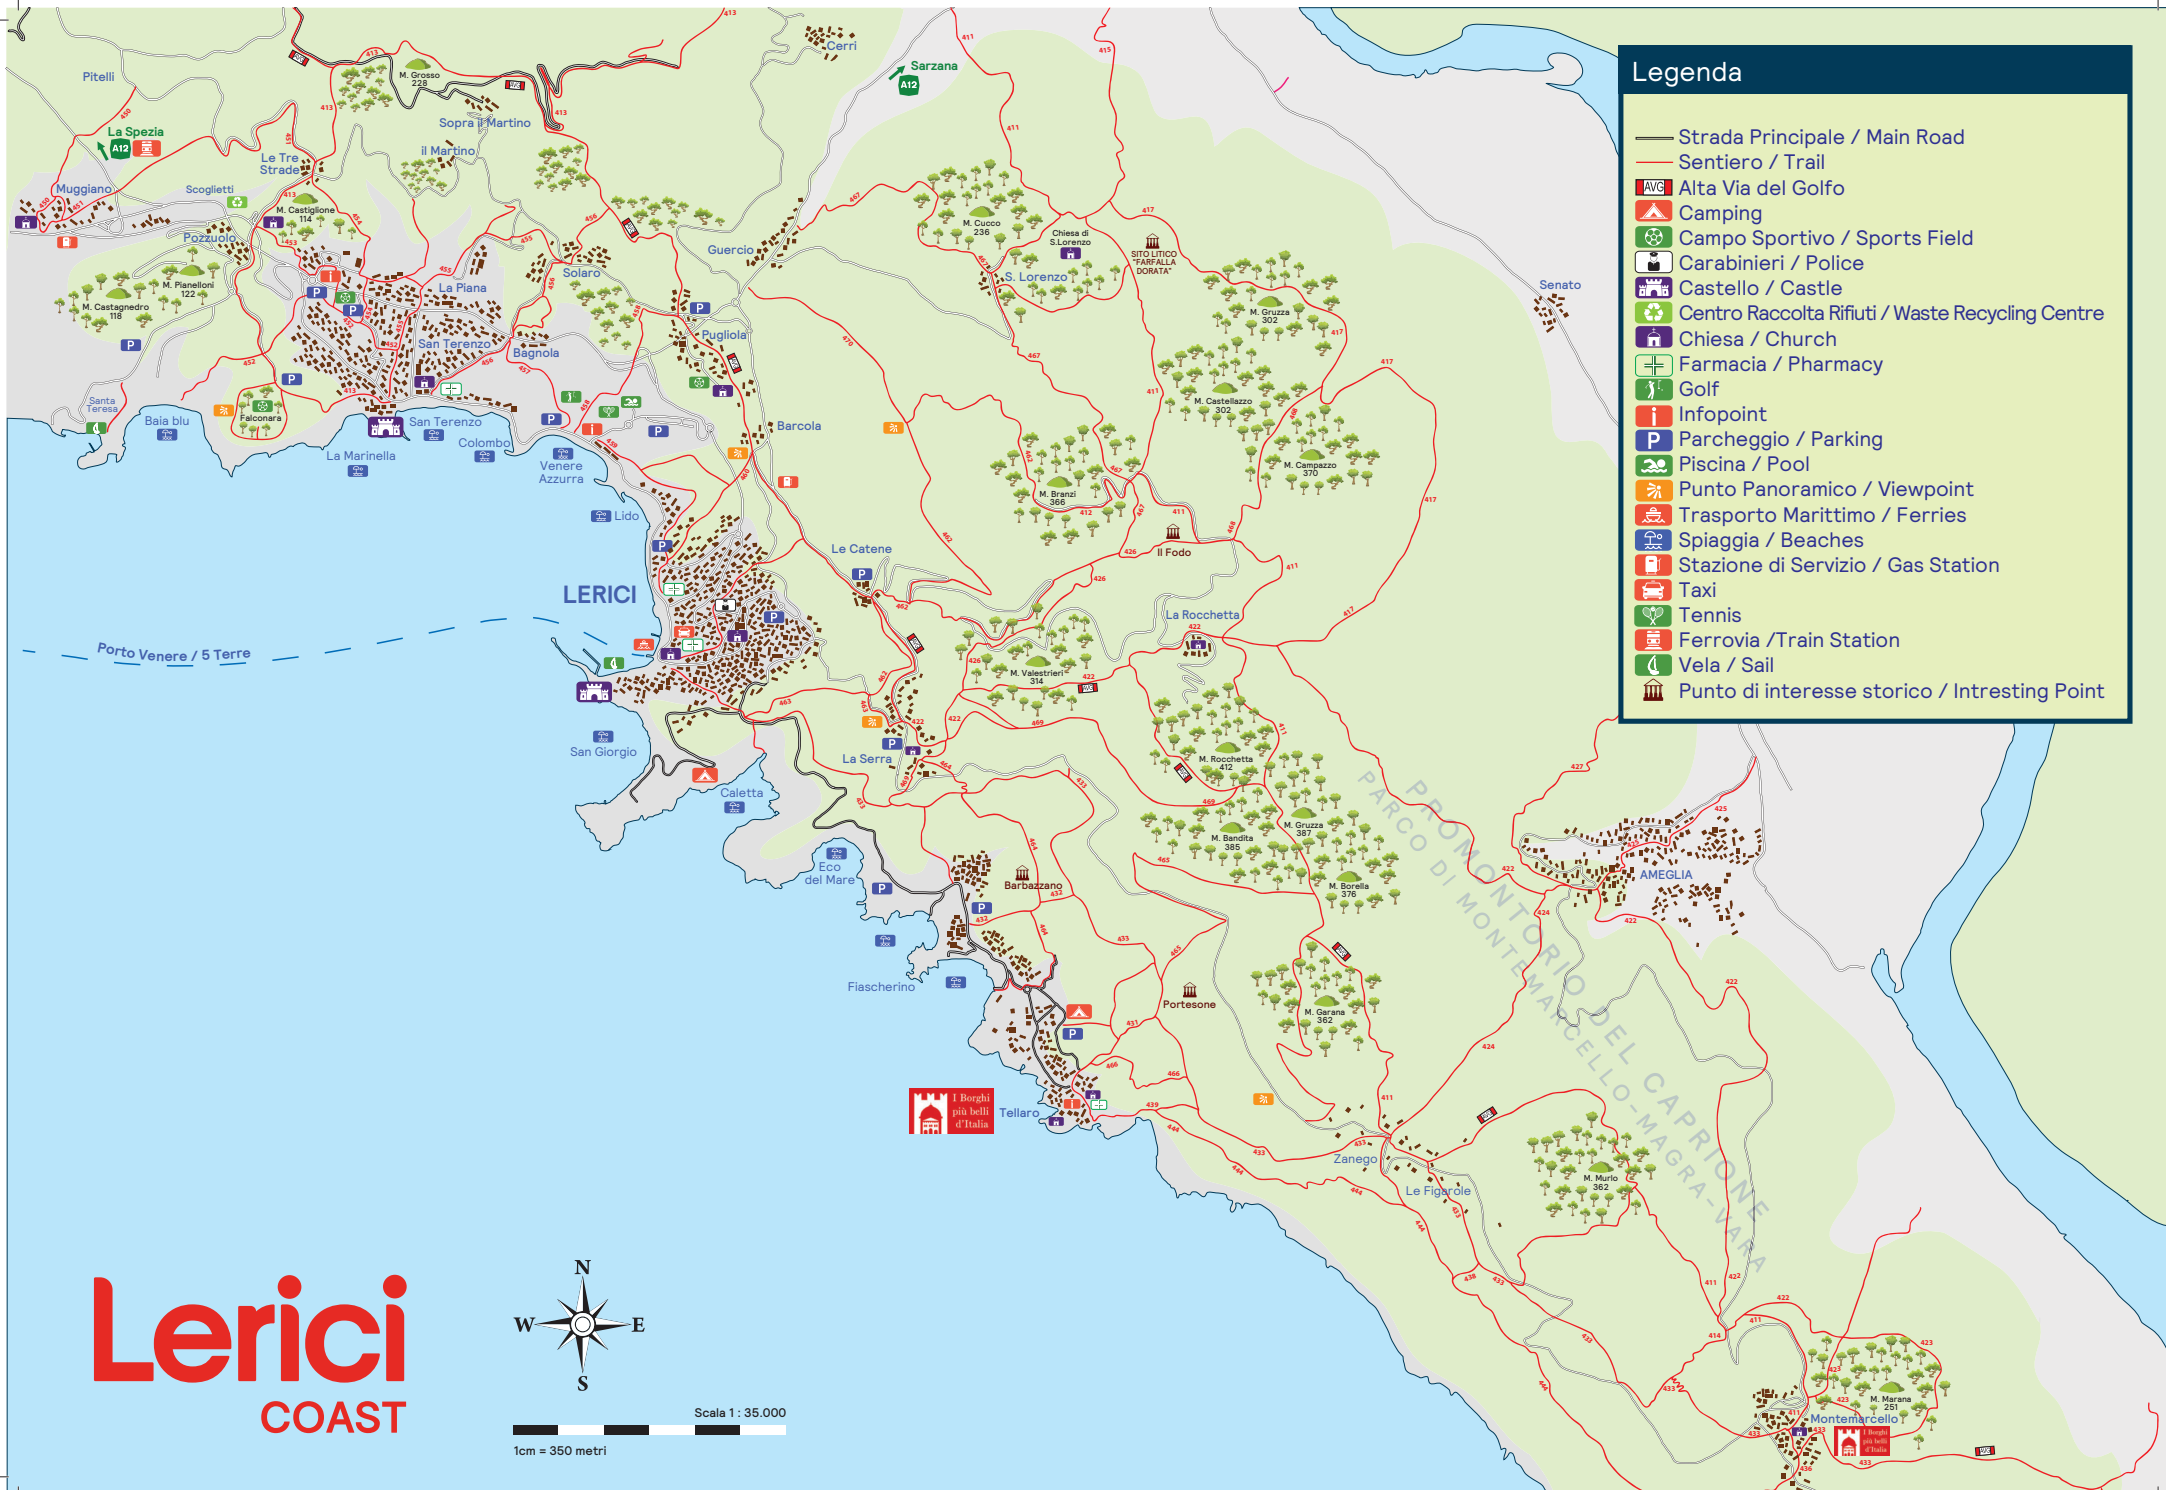 Legenda
Strada Principale / Main Road
Sentiero / Trail
AVG Alta Via del Golfo
Camping
Campo Sportivo / Sports Field
Carabinieri / Police
Castello / Castle
Centro Raccolta Rifiuti / Waste Recycling Centre
Chiesa / Church
Farmacia / Pharmacy
Golf
Infopoint
P Parcheggio / Parking
Piscina / Pool
Punto Panoramico / Viewpoint
Trasporto Marittimo / Ferries
Spiaggia / Beaches
Stazione di Servizio / Gas Station
Taxi
Tennis
Ferrovia /Train Station
Vela / Sail
Punto di interesse storico / Intresting Point
Pitelli
La Spezia
A12
Muggiano
Scoglietti
Le Tre
Strade
M. Castiglione
114
Pozzuolo
M. Pianelloni
122
M. Castagnedro
118
Santa
Teresa
Baia blu
Falconara
La Marinella
San Terenzo
San Terenzo
La Piana
Colombo
Bagnola
Venere
Azzurra
M. Grosso
228
Sopra il Martino
il Martino
Solaro
Cerri
Sarzana
A12
Guercio
Pugliola
Barcola
Lido
LERICI
Porto Venere / 5 Terre
San Giorgio
Caletta
Le Catene
La Serra
Eco
del Mare
Fiascherino
Barbazzano
Portesone
Tellaro
I Borghi
più belli
d'Italia
M. Cucco
236
Chiesa di
S.Lorenzo
S. Lorenzo
SITO LITICO
"FARFALLA
DORATA"
M. Gruzza
302
M. Castellazzo
302
M. Campazzo
370
M. Branzi
366
Il Fodo
La Rocchetta
M. Valestrieri
314
M. Rocchetta
412
M. Bandita
385
M. Gruzza
387
M. Borella
376
M. Garana
362
Senato
AMEGLIA
PROMONTORIO DEL CAPRIONE
PARCO DI MONTEMARCELLO-MAGRA-VARA
Zanego
Le Figarole
M. Murlo
362
M. Marana
251
Montemarcello
I Borghi
più belli
d'Italia
Lerici
COAST
N
W
E
S
Scala 1 : 35.000
1cm = 350 metri